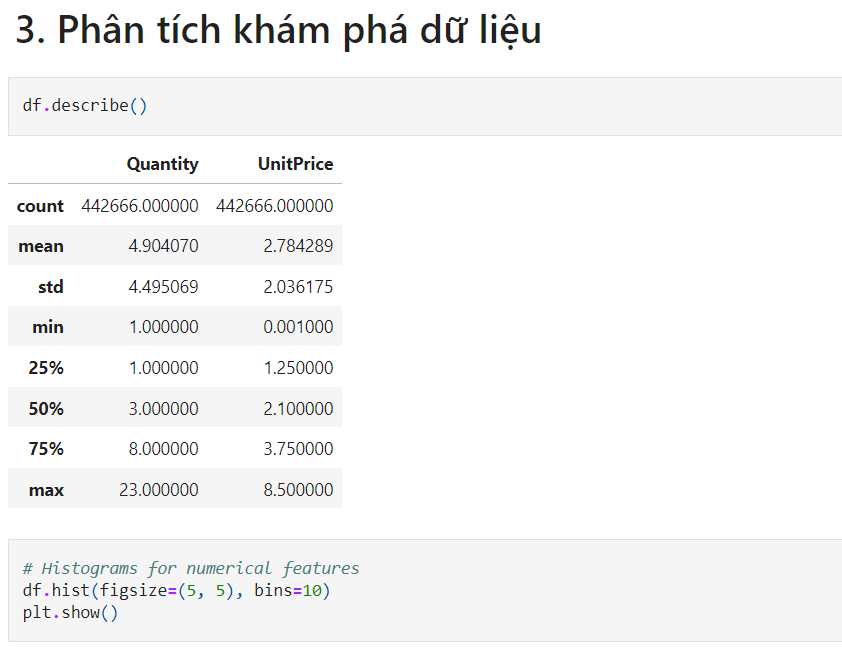 3. Phân tích khám phá dữ liệu
df.describe()
Quantity UnitPrice
count 442666.000000 442666.000000
mean 4.904070 2.784289
std 4.495069 2.036175
min 1.000000 0.001000
25% 1.000000 1.250000
50% 3.000000 2.100000
75% 8.000000 3.750000
max 23.000000 8.500000
# Histograms for numerical features
df.hist(figsize=(5, 5), bins=10)
plt.show()